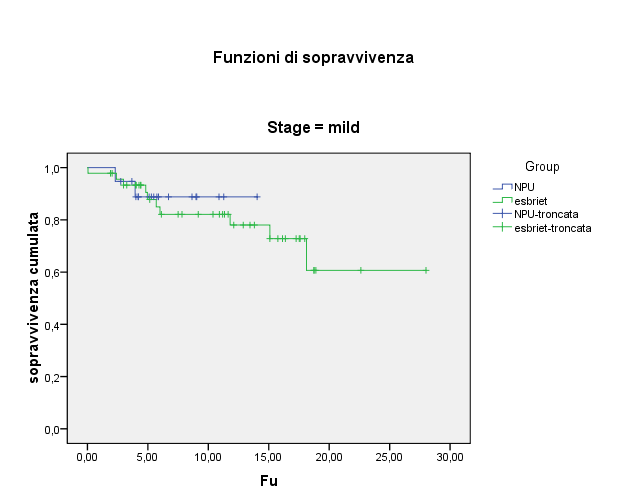 Funzioni di sopravvivenza
Stage = mild
sopravvivenza cumulata
1,0
0,8
0,6
0,4
0,2
0,0
0,00 5,00 10,00 15,00 20,00 25,00 30,00
Fu
Group
NPU
esbriet
NPU-troncata
esbriet-troncata